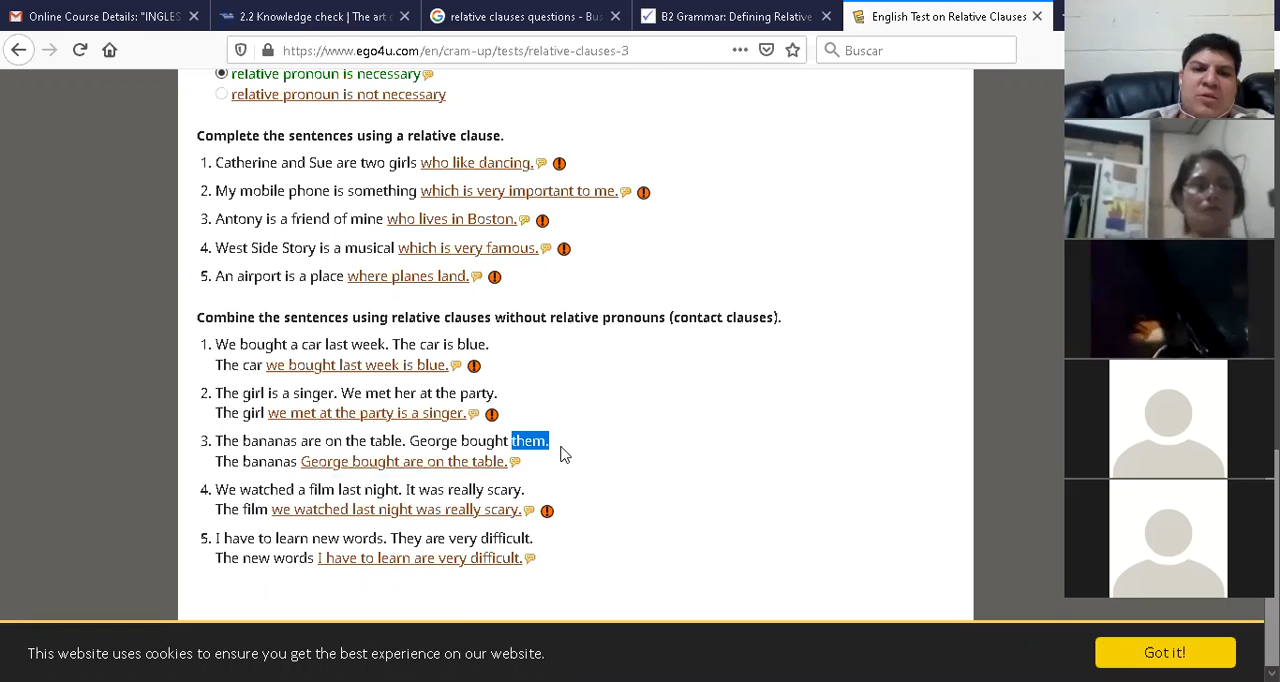 Online Course Details: "INGLES
2.2 Knowledge check | The art o
relative clauses questions - Bus
B2 Grammar: Defining Relative
English Test on Relative Clauses
https://www.ego4u.com/en/cram-up/tests/relative-clauses-3
Buscar
relative pronoun is necessary
relative pronoun is not necessary
Complete the sentences using a relative clause.
1. Catherine and Sue are two girls who like dancing.
2. My mobile phone is something which is very important to me.
3. Antony is a friend of mine who lives in Boston.
4. West Side Story is a musical which is very famous.
5. An airport is a place where planes land.
Combine the sentences using relative clauses without relative pronouns (contact clauses).
1. We bought a car last week. The car is blue.
The car we bought last week is blue.
2. The girl is a singer. We met her at the party.
The girl we met at the party is a singer.
3. The bananas are on the table. George bought them.
The bananas George bought are on the table.
4. We watched a film last night. It was really scary.
The film we watched last night was really scary.
5. I have to learn new words. They are very difficult.
The new words I have to learn are very difficult.
This website uses cookies to ensure you get the best experience on our website.
Got it!